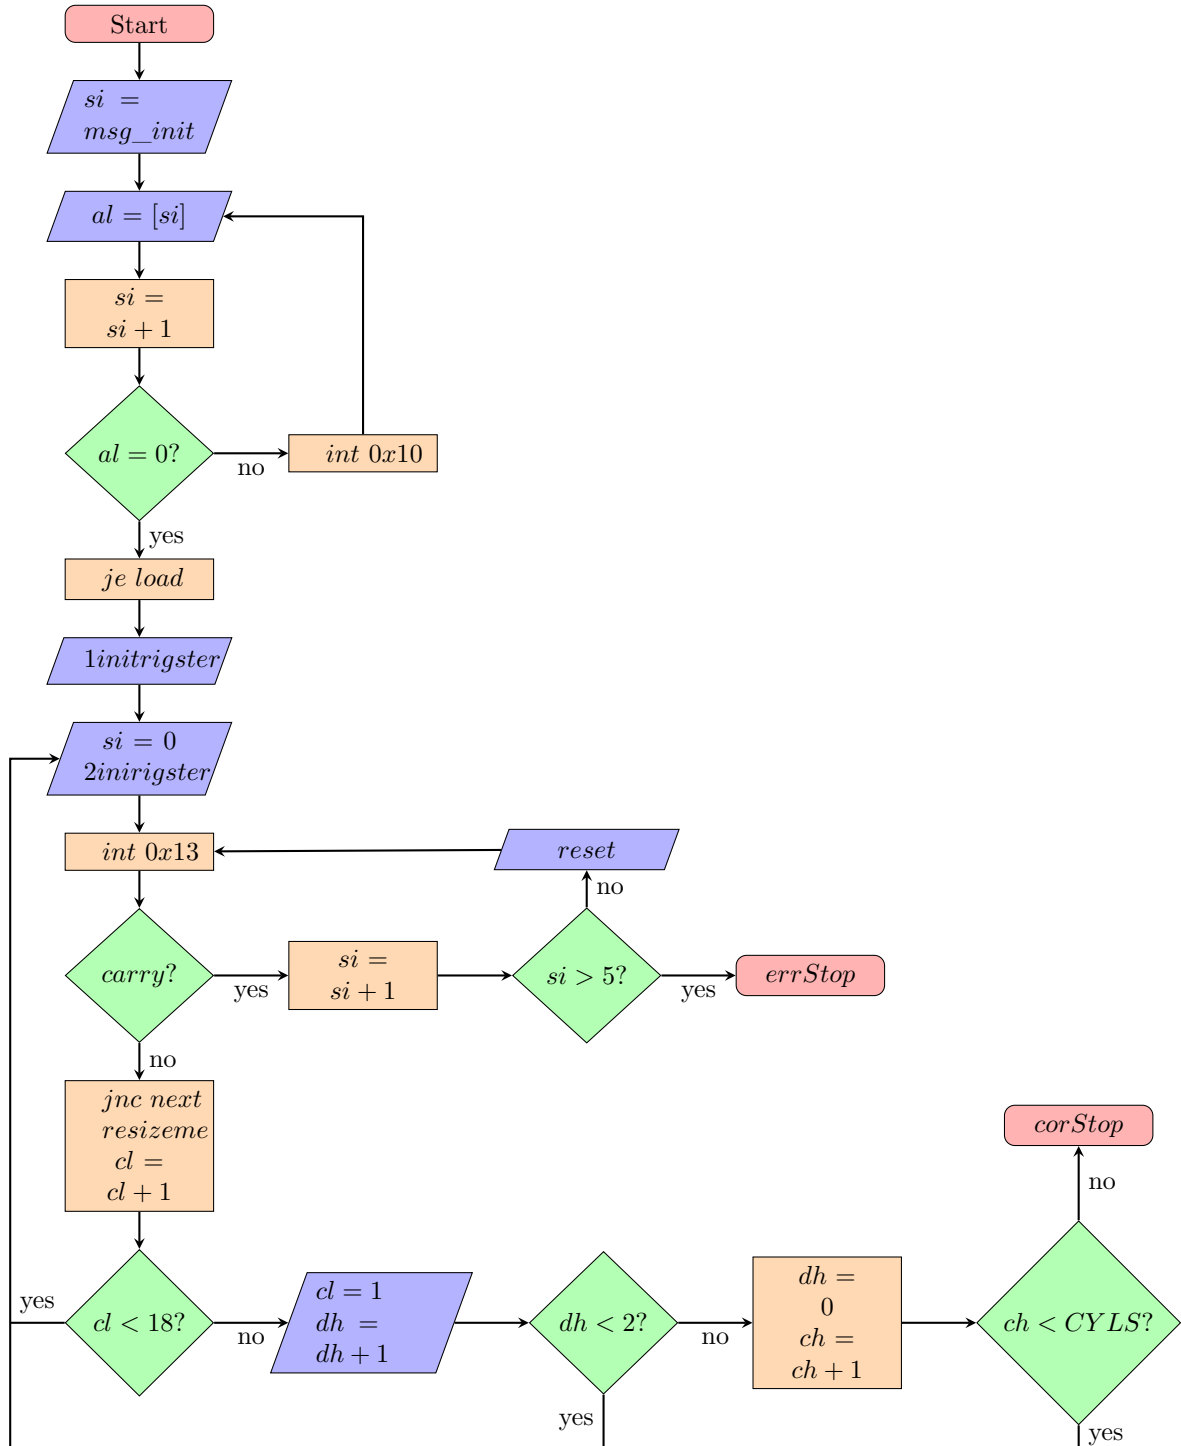 Start
si =
msg_init
al = [si]
si =
si + 1
al = 0?
no
int 0x10
yes
je load
1initrigster
si = 0
2inirigster
int 0x13
reset
no
carry?
yes
si =
si + 1
si > 5?
yes
errStop
no
jnc next
resizeme
cl =
cl + 1
corStop
no
yes
cl < 18?
no
cl = 1
dh =
dh + 1
dh < 2?
no
dh =
0
ch =
ch + 1
ch < CYLS?
yes
yes